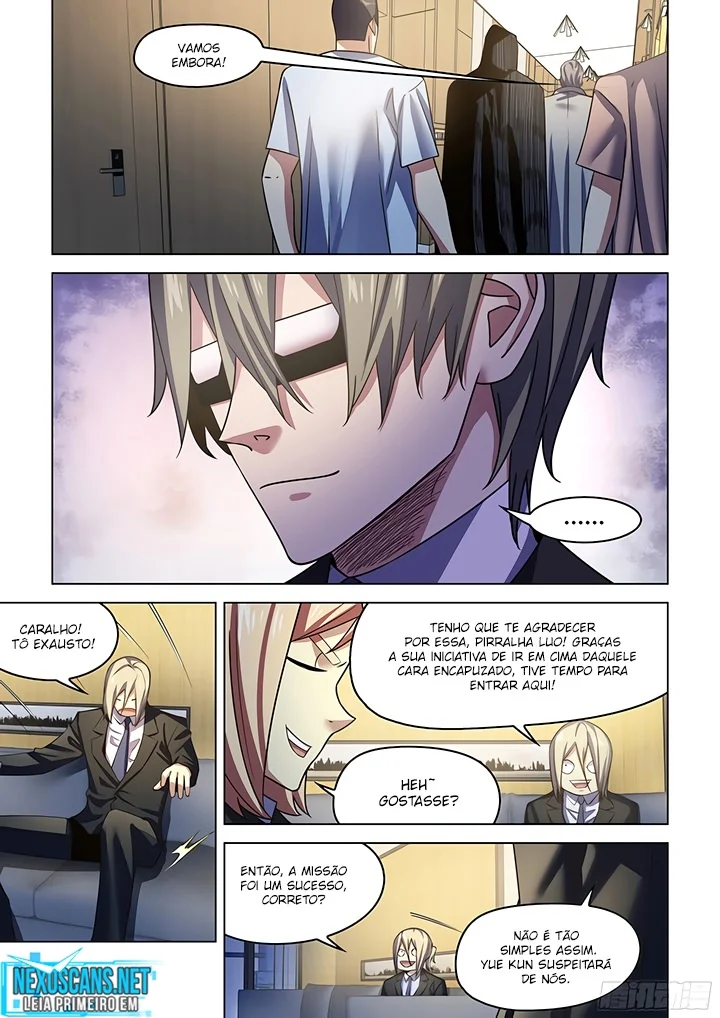 VAMOS
EMBORA!
......
CARALHO!
TÔ EXAUSTO!
TENHO QUE TE AGRADECER
POR ESSA, PIRRALHA LUO! GRAÇAS
A SUA INICIATIVA DE IR EM CIMA DAQUELE
CARA ENCAPUZADO, TIVE TEMPO PARA
ENTRAR AQUI!
HEH~
GOSTASSE?
ENTÃO, A MISSÃO
FOI UM SUCESSO,
CORRETO?
NÃO É TÃO
SIMPLES ASSIM.
YUE KUN SUSPEITARÁ
DE NÓS.
NEXOSCANS.NET
LEIA PRIMEIRO EM